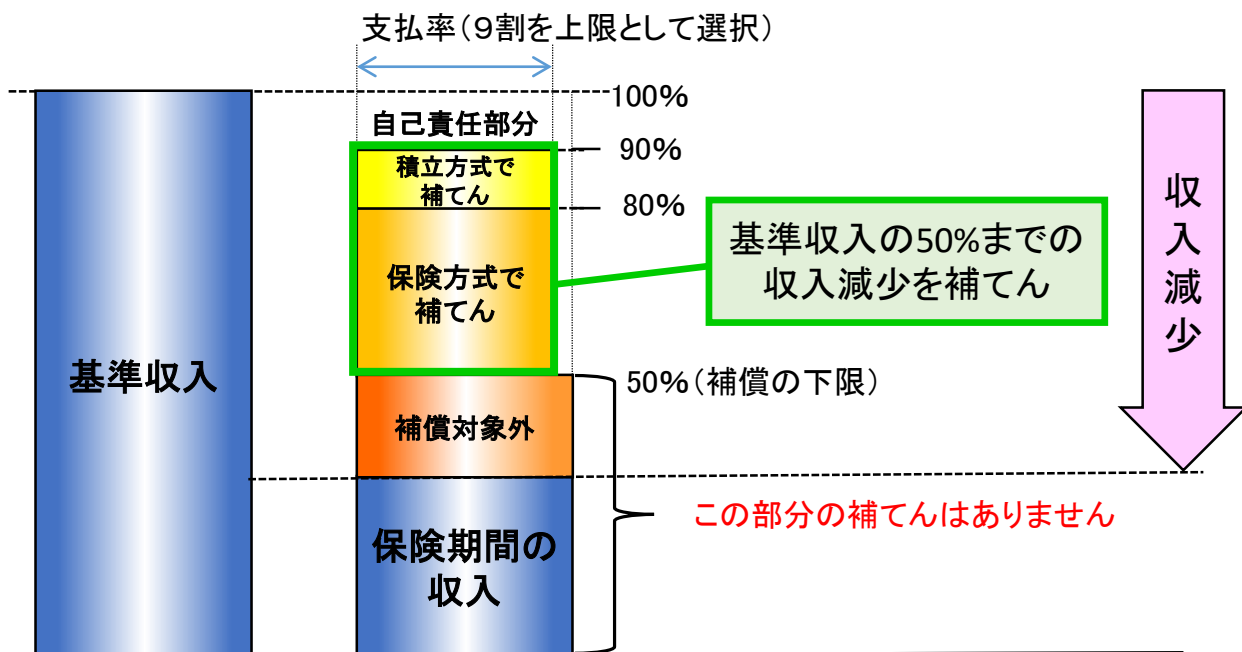 支払率(9割を上限として選択)
100%
自己責任部分
90%
積立方式で
補てん
80%
基準収入の50%までの
収入減少を補てん
収入減少
保険方式で
補てん
基準収入
50%(補償の下限)
補償対象外
この部分の補てんはありません
保険期間の
収入